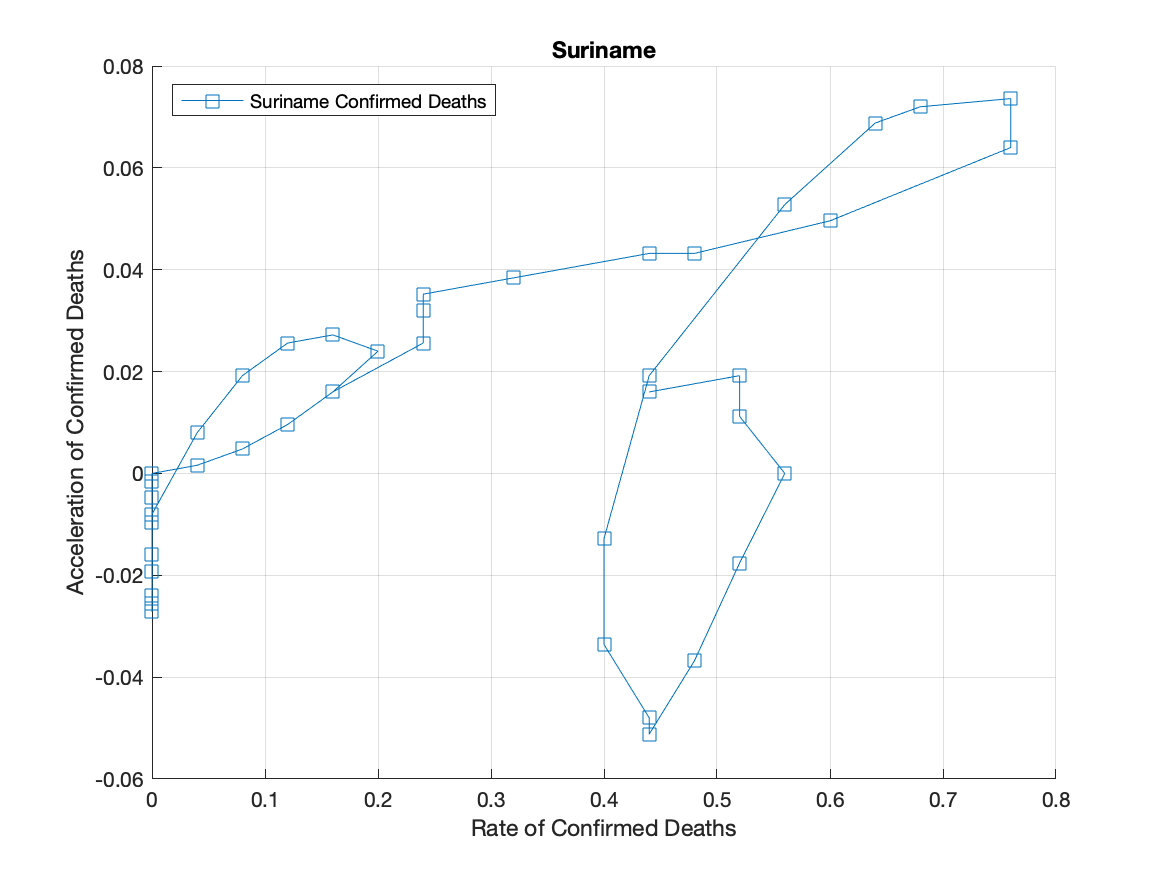 Suriname
Suriname Confirmed Deaths
0.08
0.06
0.04
0.02
0
-0.02
-0.04
-0.06
Acceleration of Confirmed Deaths
0 0.1 0.2 0.3 0.4 0.5 0.6 0.7 0.8
Rate of Confirmed Deaths